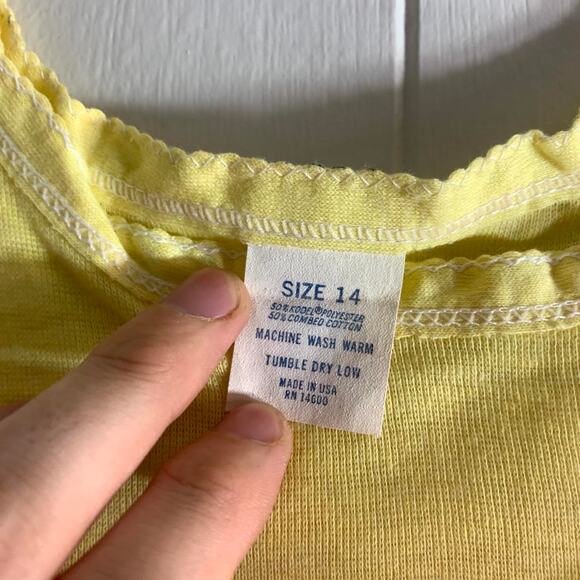 SIZE 14
50% KODEL® POLYESTER
50% COMBED COTTON
MACHINE WASH WARM
TUMBLE DRY LOW
MADE IN USA
RN 14600